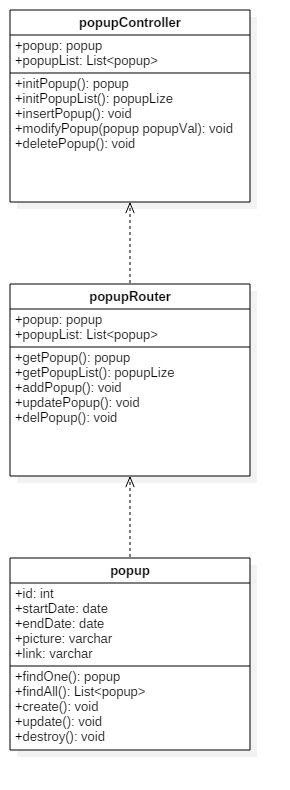 popupController
+popup: popup
+popupList: List<popup>
+initPopup(): popup
+initPopupList(): popupLize
+insertPopup(): void
+modifyPopup(popup popupVal): void
+deletePopup(): void
popupRouter
+popup: popup
+popupList: List<popup>
+getPopup(): popup
+getPopupList(): popupLize
+addPopup(): void
+updatePopup(): void
+delPopup(): void
popup
+id: int
+startDate: date
+endDate: date
+picture: varchar
+link: varchar
+findOne(): popup
+findAll(): List<popup>
+create(): void
+update(): void
+destroy(): void